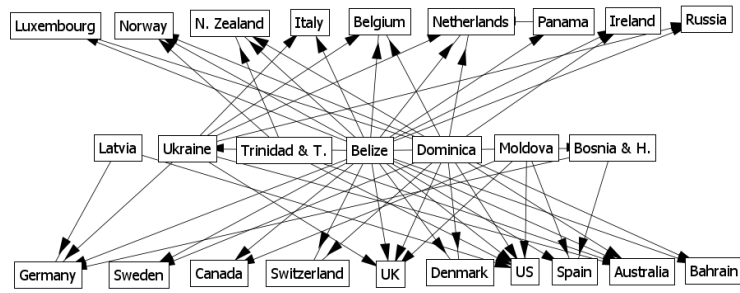 Luxembourg
Norway
N. Zealand
Italy
Belgium
Netherlands
Panama
Ireland
Russia
Latvia
Ukraine
Trinidad & T.
Belize
Dominica
Moldova
Bosnia & H.
Germany
Sweden
Canada
Switzerland
UK
Denmark
US
Spain
Australia
Bahrain